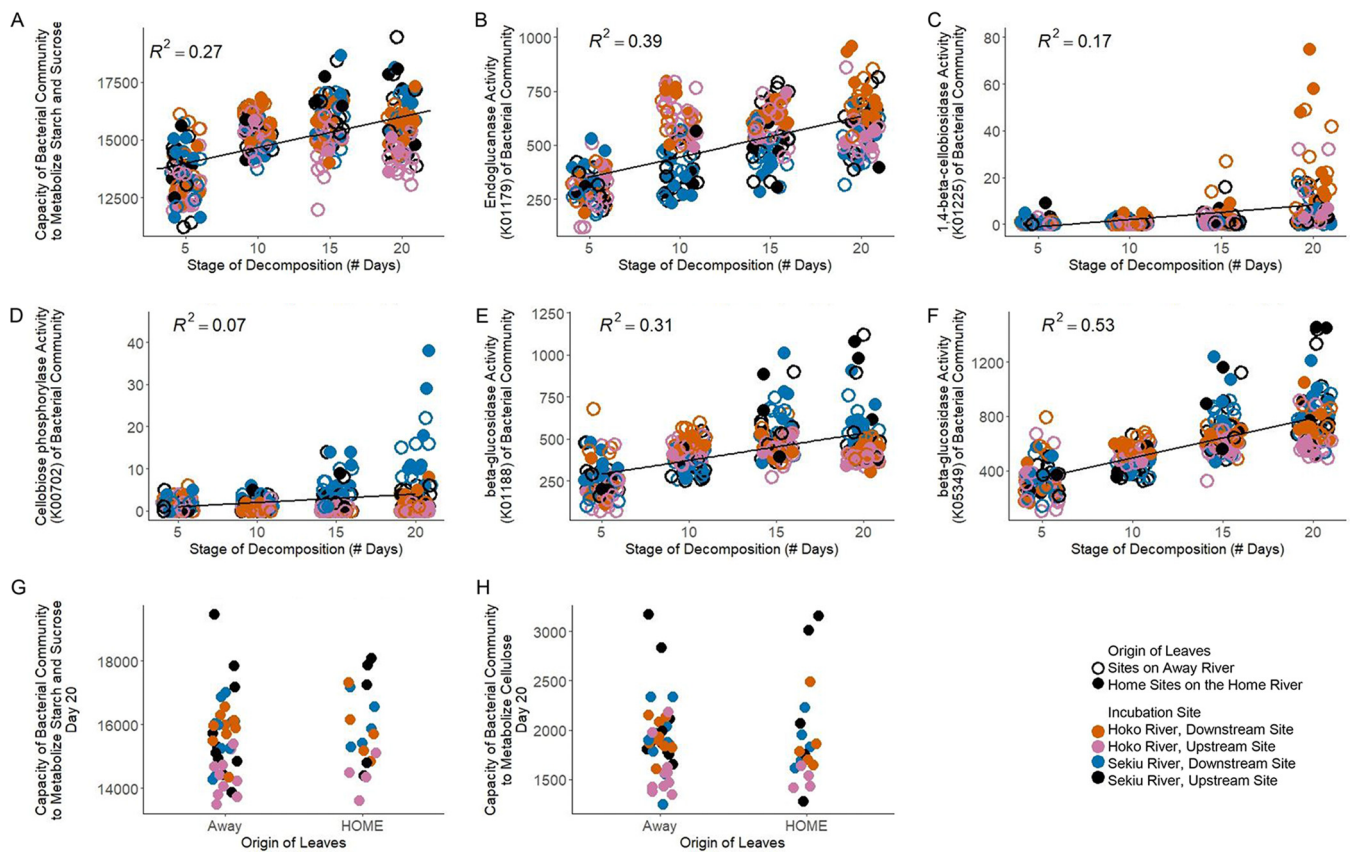 A
Capacity of Bacterial Community
to Metabolize Starch and Sucrose
R² = 0.27
17500
15000
12500
5 10 15 20
Stage of Decomposition (# Days)
B
Endoglucanase Activity
(K01179) of Bacterial Community
R² = 0.39
1000
750
500
250
5 10 15 20
Stage of Decomposition (# Days)
C
1,4-beta-cellobiosidase Activity
(K01225) of Bacterial Community
R² = 0.17
80
60
40
20
0
5 10 15 20
Stage of Decomposition (# Days)
D
Cellobiose phosphorylase Activity
(K00702) of Bacterial Community
R² = 0.07
40
30
20
10
0
5 10 15 20
Stage of Decomposition (# Days)
E
beta-glucosidase Activity
(K01188) of Bacterial Community
R² = 0.31
1250
1000
750
500
250
5 10 15 20
Stage of Decomposition (# Days)
F
beta-glucosidase Activity
(K05349) of Bacterial Community
R² = 0.53
1200
800
400
5 10 15 20
Stage of Decomposition (# Days)
G
Capacity of Bacterial Community
to Metabolize Starch and Sucrose
Day 20
18000
16000
14000
Away HOME
Origin of Leaves
H
Capacity of Bacterial Community
to Metabolize Cellulose
Day 20
3000
2500
2000
1500
Away HOME
Origin of Leaves
Origin of Leaves
Sites on Away River
Home Sites on the Home River
Incubation Site
Hoko River, Downstream Site
Hoko River, Upstream Site
Sekiu River, Downstream Site
Sekiu River, Upstream Site